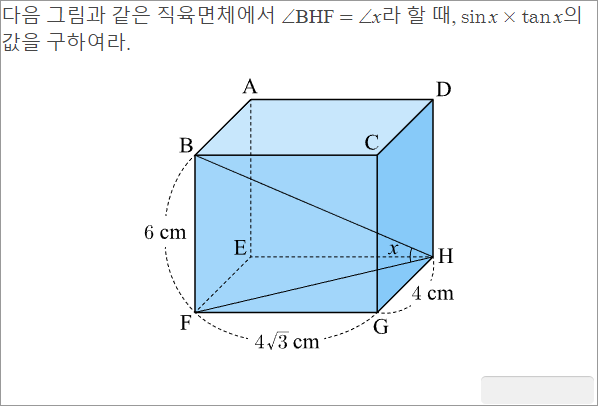 다음 그림과 같은 직육면체에서 ∠BHF = ∠x라 할 때, sin x × tan x의
값을 구하여라.
A
D
B
C
6 cm
E
x
H
4 cm
F
G
4√3 cm